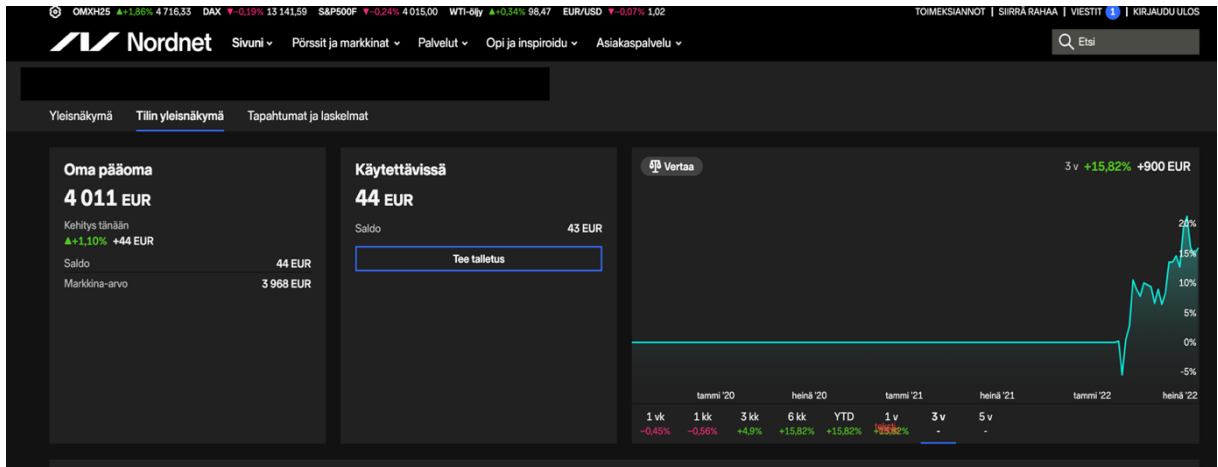 OMXH25 ▲+1,86% 4 716,33 DAX ▼-0,19% 13 141,59 S&P500F ▼-0,24% 4 015,00 WTI-öljy ▲+0,34% 98,47 EUR/USD ▼-0,07% 1,02 TOIMEKSIANNOT | SIIRRÄ RAHAA | VIESTIT 1 | KIRJAUDU ULOS
Nordnet Sivuni Pörssit ja markkinat Palvelut Opi ja inspiroidu Asiakaspalvelu Etsi
Yleisnäkymä Tilin yleisnäkymä Tapahtumat ja laskelmat
Oma pääoma
4 011 EUR
Kehitys tänään
▲+1,10% +44 EUR
Saldo 44 EUR
Markkina-arvo 3 968 EUR
Käytettävissä
44 EUR
Saldo 43 EUR
Tee talletus
Vertaa 3 v +15,82% +900 EUR
20%
15%
10%
5%
0%
-5%
tammi '20 heinä '20 tammi '21 heinä '21 tammi '22 heinä '22
1 vk 1 kk 3 kk 6 kk YTD 1 v 3 v 5 v
-0,45% -0,56% +4,9% +15,82% +15,82% +15,82% - -